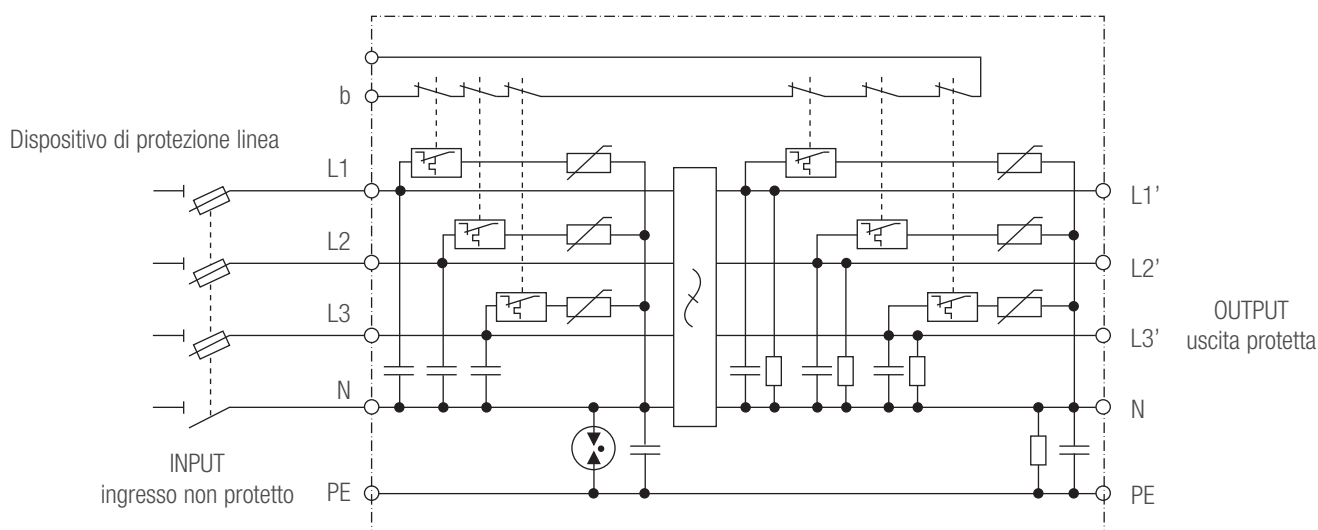 b
Dispositivo di protezione linea
L1
L1’
L2
L2’
L3
L3’
OUTPUT
uscita protetta
N
N
INPUT
ingresso non protetto
PE
PE